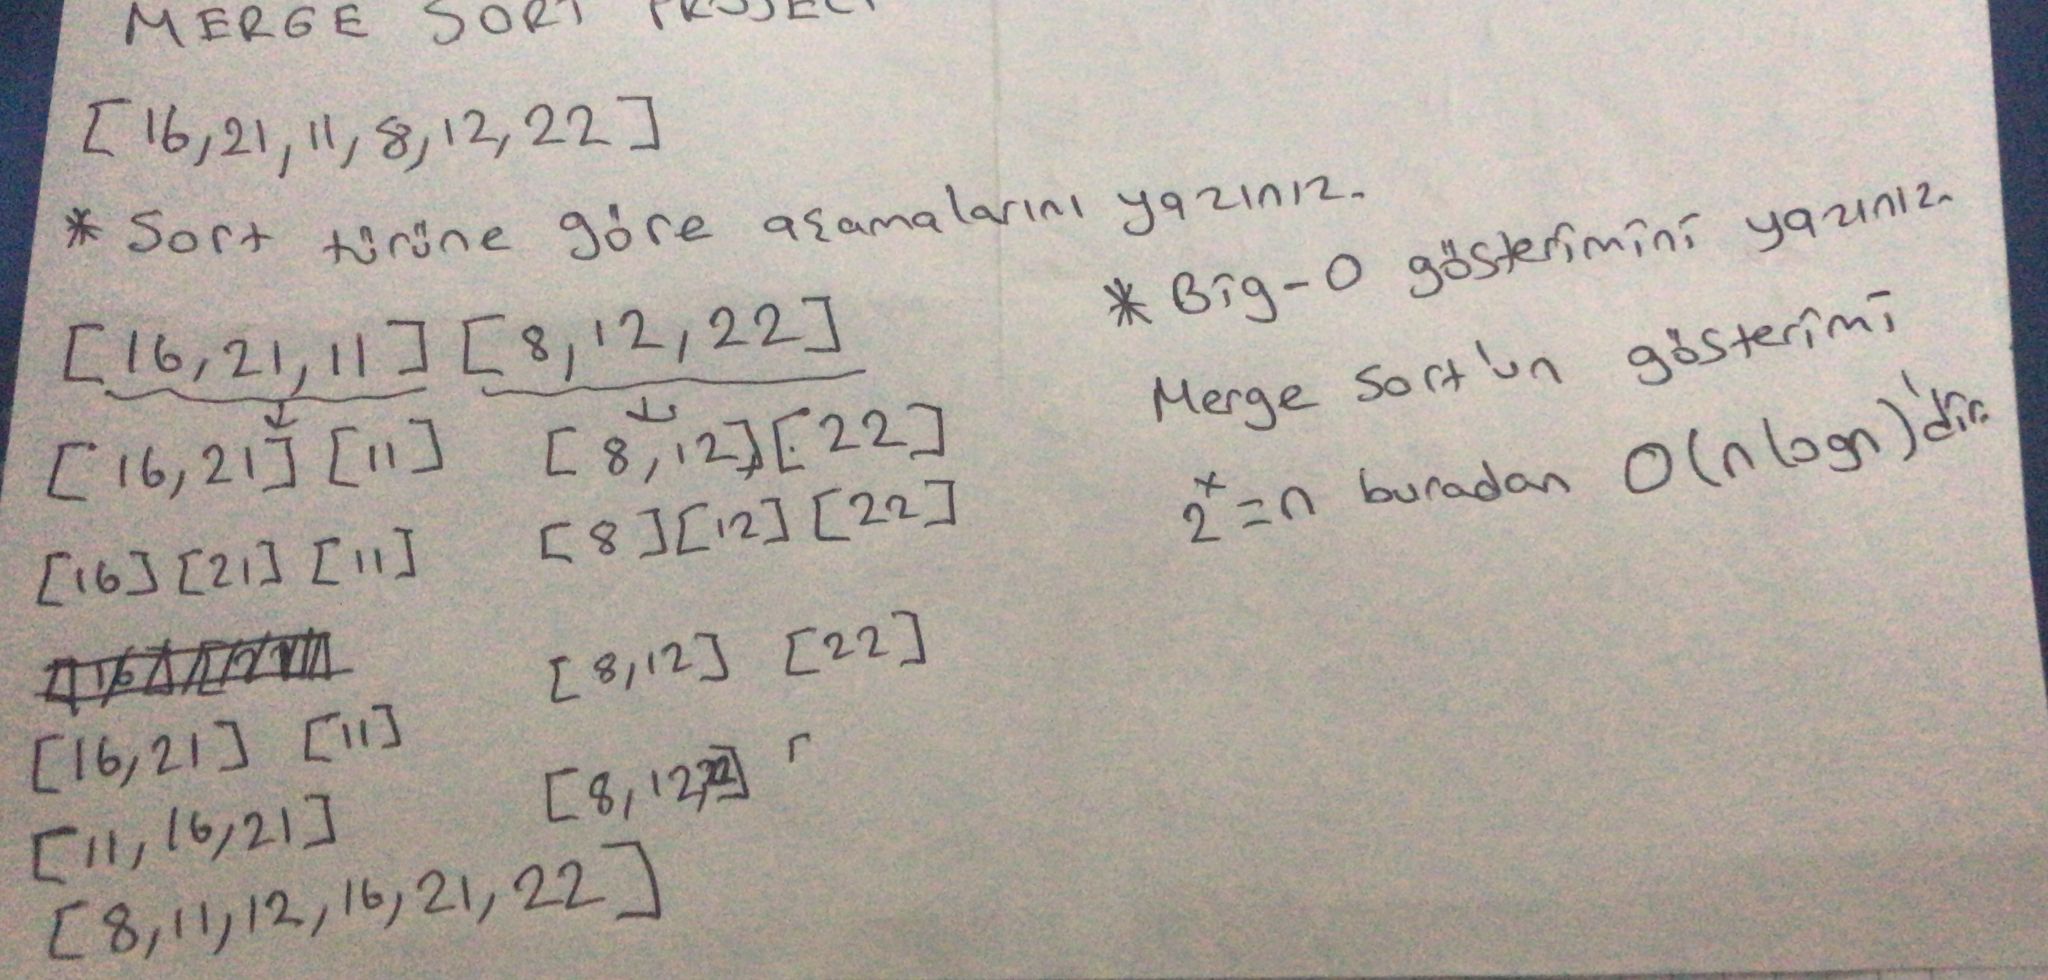 MERGE SORT PROJECT
[16,21,11,8,12,22]
* Sort türüne göre aşamalarını yazınız.
[16,21,11] [8,12,22]
[16,21] [11] [8,12] [22]
[16] [21] [11] [8] [12] [22]
[8,12] [22]
[16,21] [11]
[8,12,22]
[11,16,21]
[8,11,12,16,21,22]
* Big-O gösterimini yazınız.
Merge Sort'un gösterimi
2^x=n buradan O(n logn)'dir.